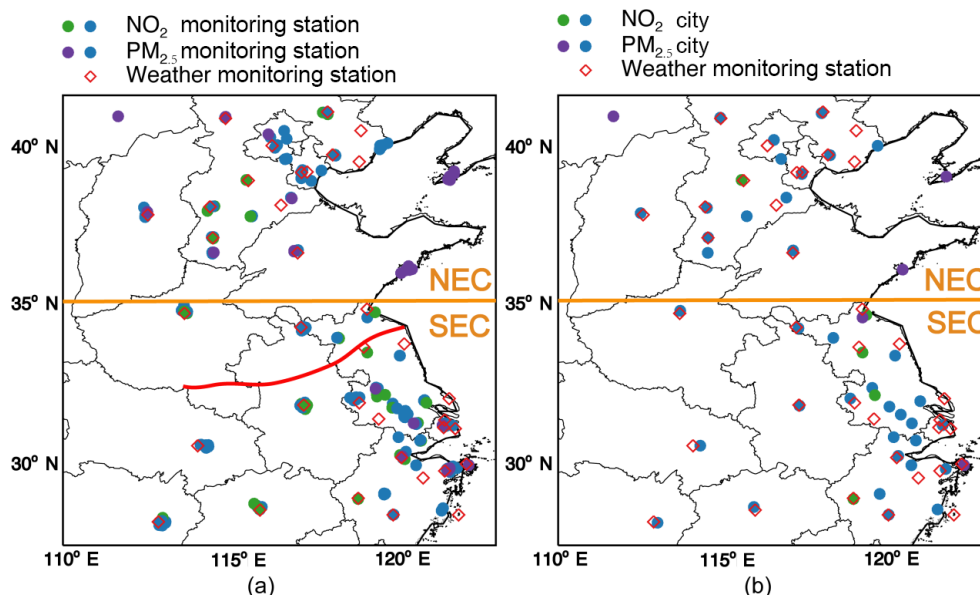 NO2 monitoring station
PM2.5 monitoring station
Weather monitoring station
40° N
35° N
30° N
NEC
SEC
110° E
115° E
120° E
(a)
NO2 city
PM2.5 city
Weather monitoring station
40° N
35° N
30° N
NEC
SEC
110° E
115° E
120° E
(b)